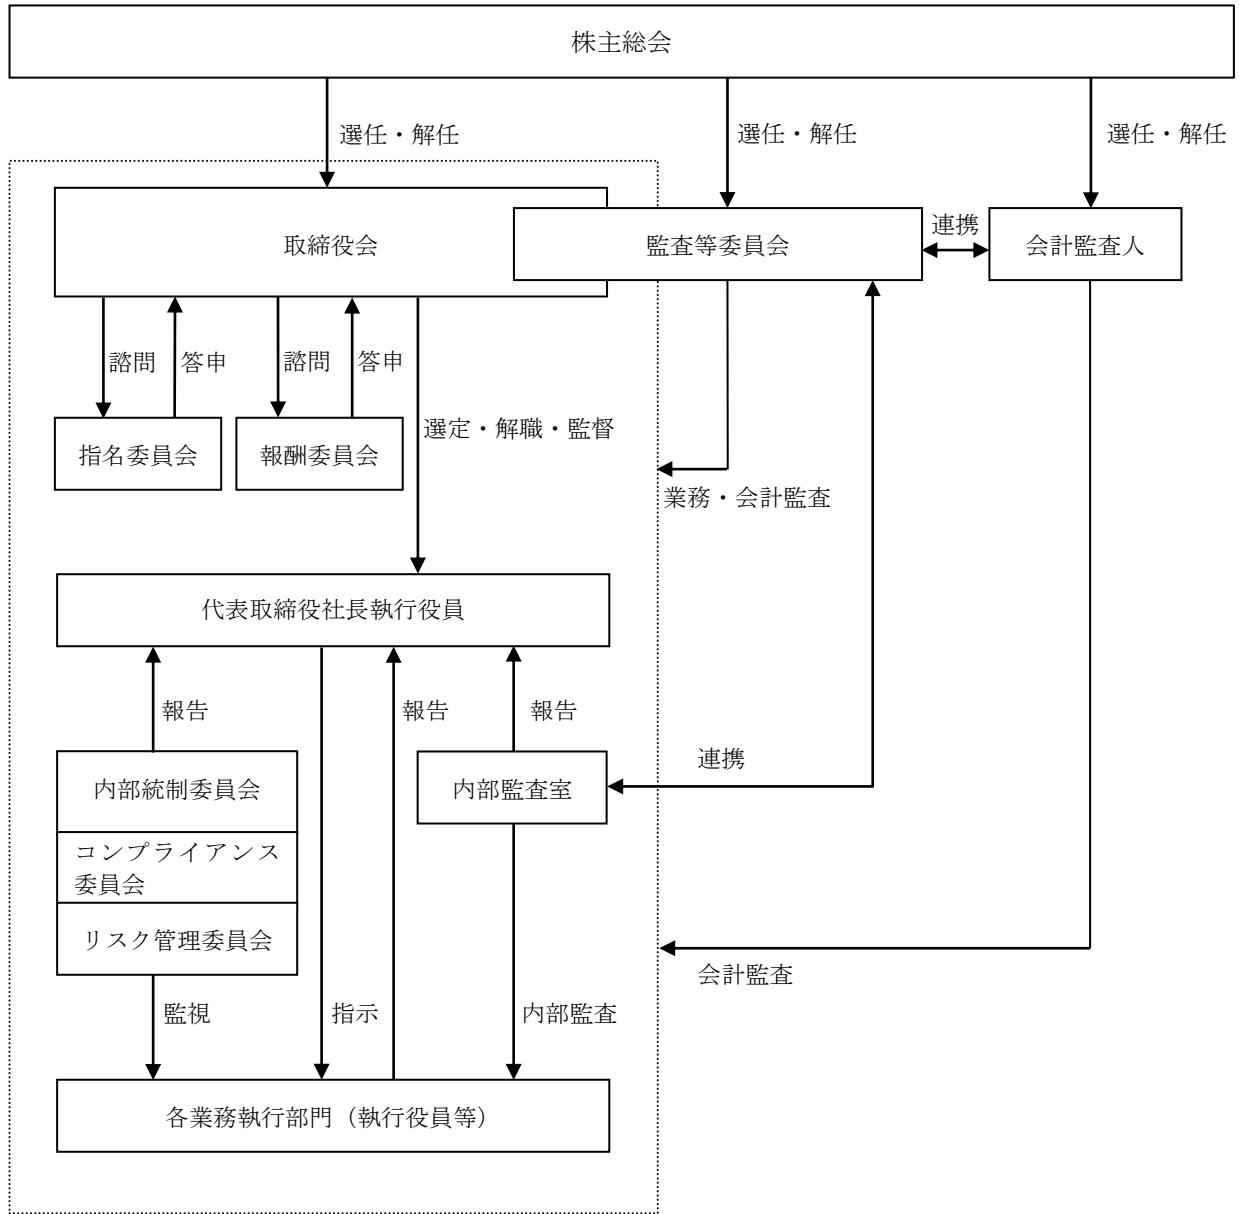 株主総会
選任・解任
選任・解任
選任・解任
取締役会
監査等委員会
連携
会計監査人
諮問
答申
諮問
答申
選定・解職・監督
指名委員会
報酬委員会
業務・会計監査
代表取締役社長執行役員
報告
報告
報告
連携
内部統制委員会
内部監査室
コンプライアンス
委員会
リスク管理委員会
会計監査
監視
指示
内部監査
各業務執行部門（執行役員等）